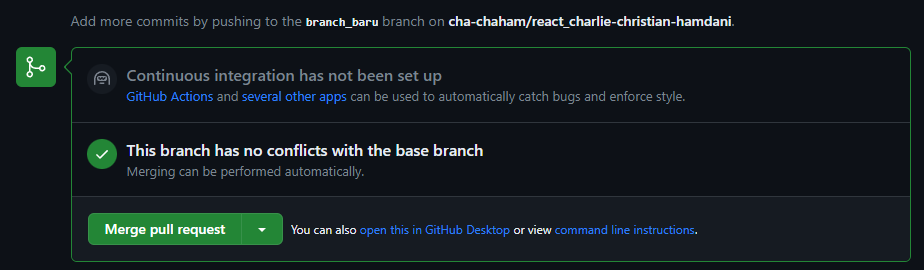 Add more commits by pushing to the branch_baru branch on cha-chaham/react_charlie-christian-hamdani.
Continuous integration has not been set up
GitHub Actions and several other apps can be used to automatically catch bugs and enforce style.
This branch has no conflicts with the base branch
Merging can be performed automatically.
Merge pull request You can also open this in GitHub Desktop or view command line instructions.